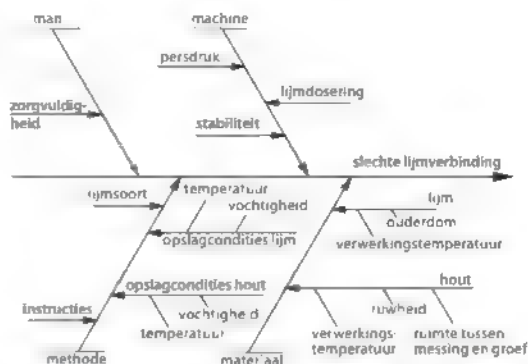 man
machine
persdruk
lijmdosering
zorgvuldig-
heid
stabiliteit
slechte lijmverbinding
lijmsoort
temperatuur
vochtigheid
opslagcondities lijm
lijm
ouderdom
verwerkingstemperatuur
opslagcondities hout
hout
instructies
vochtigheid
temperatuur
ruwheid
verwerkings-
temperatuur
ruimte tussen
messing en groef
methode
materiaal